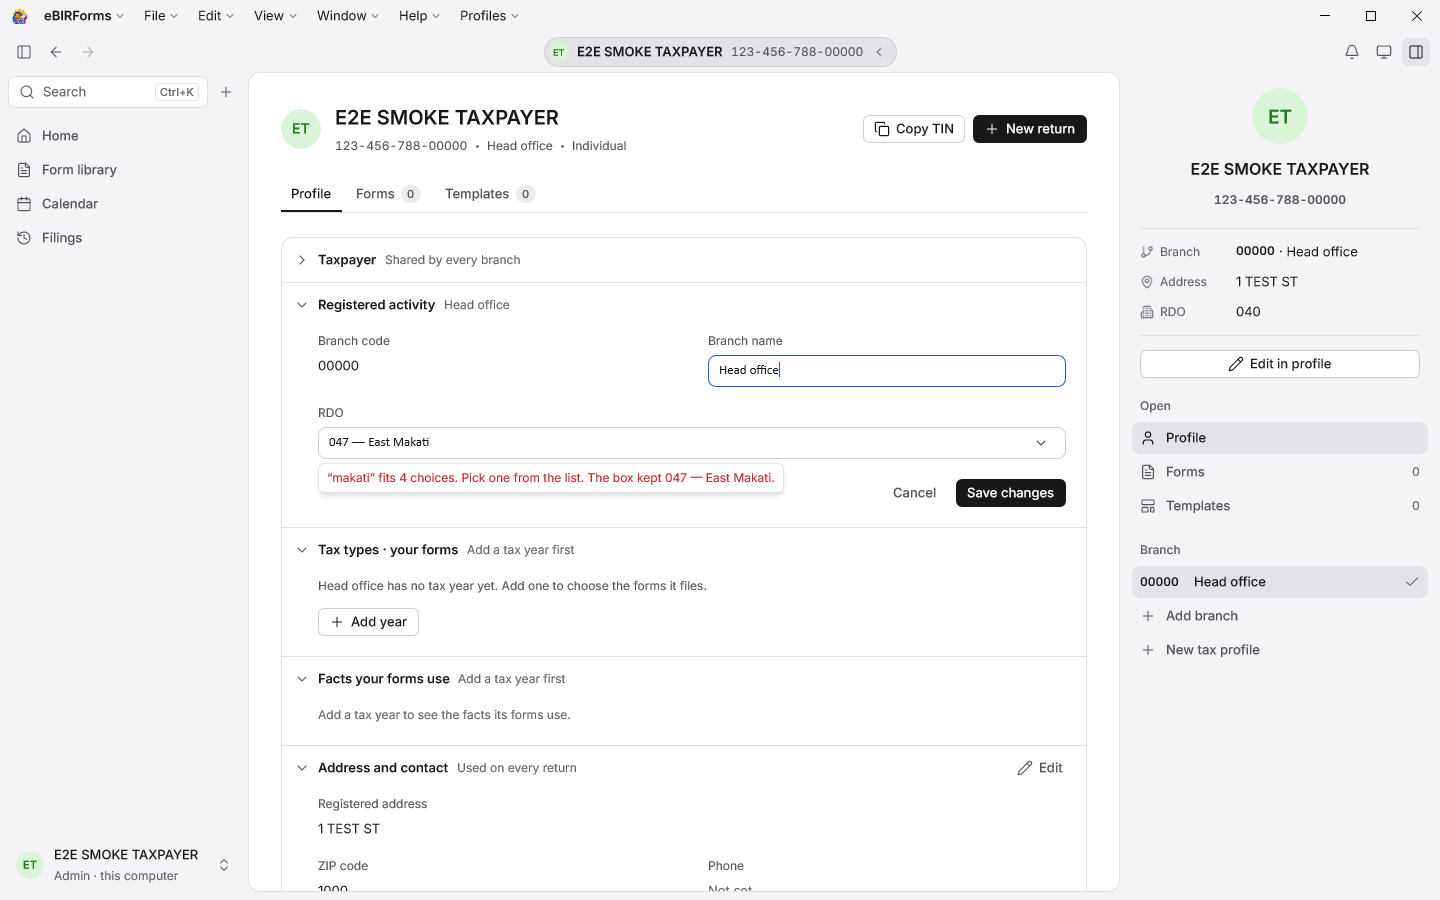 eBIRForms File Edit View Window Help Profiles
ET E2E SMOKE TAXPAYER 123-456-788-00000
Search Ctrl+K
Home
Form library
Calendar
Filings
ET E2E SMOKE TAXPAYER
Admin · this computer
ET E2E SMOKE TAXPAYER
123-456-788-00000 • Head office • Individual
Copy TIN
New return
Profile Forms 0 Templates 0
Taxpayer Shared by every branch
Registered activity Head office
Branch code
00000
Branch name
Head office
RDO
047 — East Makati
“makati” fits 4 choices. Pick one from the list. The box kept 047 — East Makati.
Cancel Save changes
Tax types · your forms Add a tax year first
Head office has no tax year yet. Add one to choose the forms it files.
Add year
Facts your forms use Add a tax year first
Add a tax year to see the facts its forms use.
Address and contact Used on every return Edit
Registered address
1 TEST ST
ZIP code
1000
Phone
Not set
ET
E2E SMOKE TAXPAYER
123-456-788-00000
Branch 00000 · Head office
Address 1 TEST ST
RDO 040
Edit in profile
Open
Profile
Forms 0
Templates 0
Branch
00000 Head office
Add branch
New tax profile